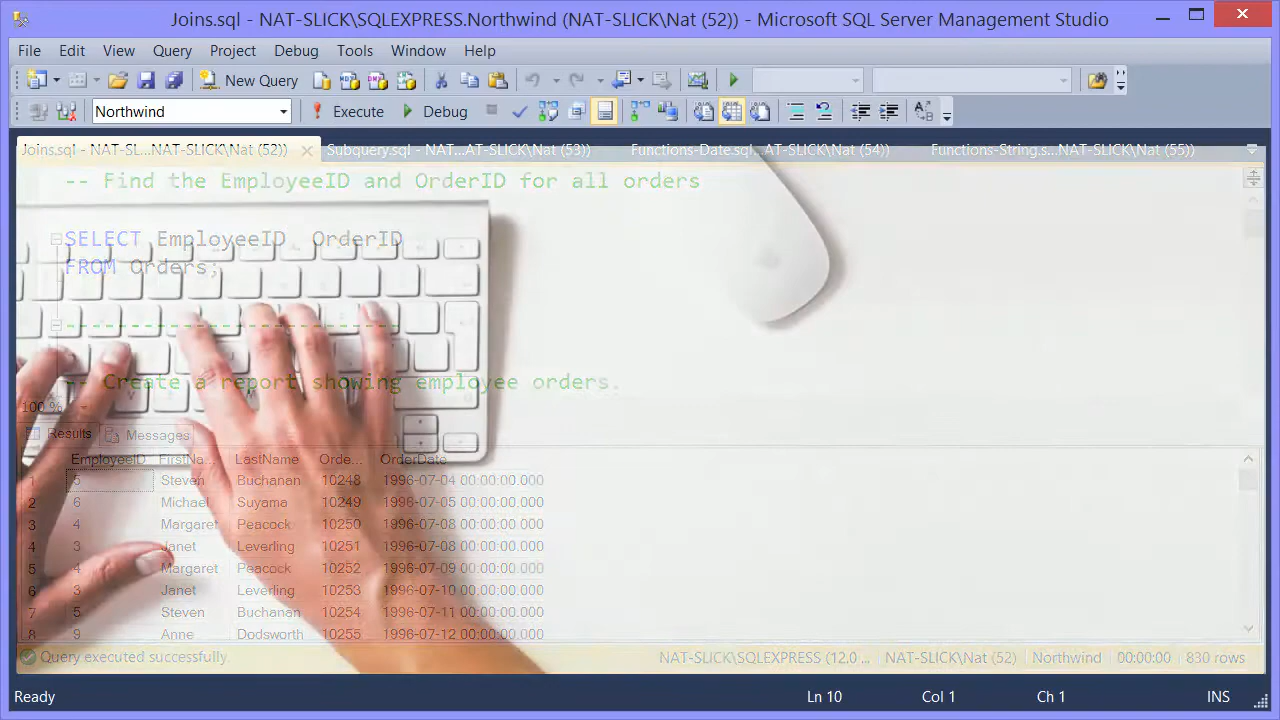 Joins.sql - NAT-SLICK\SQLEXPRESS.Northwind (NAT-SLICK\Nat (52)) - Microsoft SQL Server Management Studio
File Edit View Query Project Debug Tools Window Help
New Query
Northwind Execute Debug
Joins.sql - NAT-SL...NAT-SLICK\Nat (52)) Subquery.sql - NAT...AT-SLICK\Nat (53)) Functions-Date.sql...AT-SLICK\Nat (54)) Functions-String.s...NAT-SLICK\Nat (55))
-- Find the EmployeeID and OrderID for all orders
SELECT EmployeeID, OrderID
FROM Orders;
-- Create a report showing employee orders.
100 %
Results Messages
EmployeeID FirstNa... LastName Orde... OrderDate
1 5 Steven Buchanan 10248 1996-07-04 00:00:00.000
2 6 Michael Suyama 10249 1996-07-05 00:00:00.000
3 4 Margaret Peacock 10250 1996-07-08 00:00:00.000
4 3 Janet Leverling 10251 1996-07-08 00:00:00.000
5 4 Margaret Peacock 10252 1996-07-09 00:00:00.000
6 3 Janet Leverling 10253 1996-07-10 00:00:00.000
7 5 Steven Buchanan 10254 1996-07-11 00:00:00.000
8 9 Anne Dodsworth 10255 1996-07-12 00:00:00.000
Query executed successfully. NAT-SLICK\SQLEXPRESS (12.0 ... NAT-SLICK\Nat (52) Northwind 00:00:00 830 rows
Ready Ln 10 Col 1 Ch 1 INS